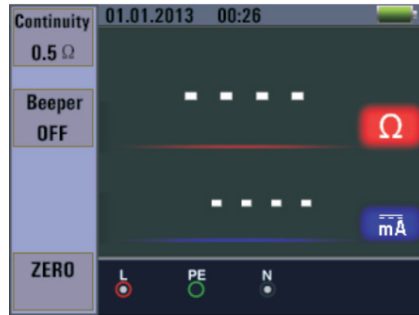 Continuity
0.5 Ω
Beeper
OFF
ZERO
01.01.2013 00:26
- - - -
Ω
- - - -
mA
L PE N